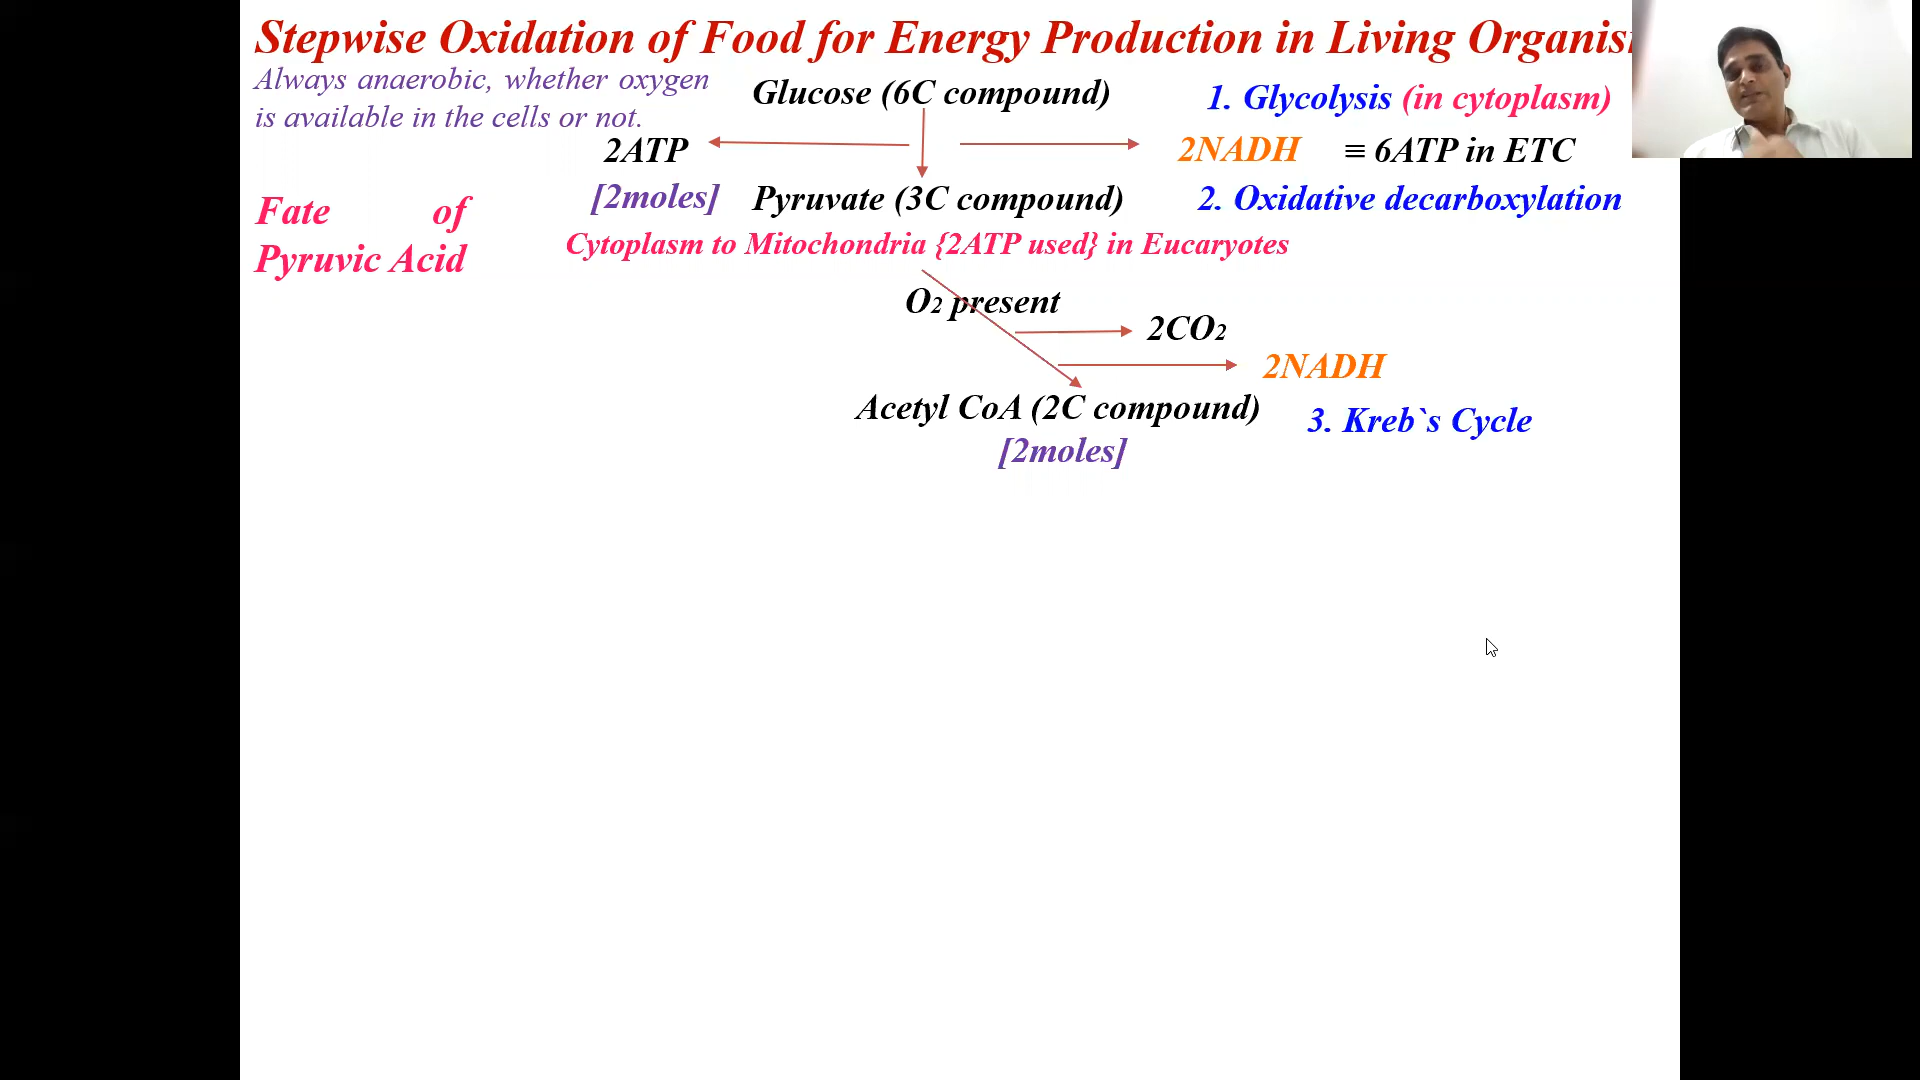 Stepwise Oxidation of Food for Energy Production in Living Organis
Always anaerobic, whether oxygen
is available in the cells or not.
Glucose (6C compound)
1. Glycolysis (in cytoplasm)
2ATP
2NADH ≡ 6ATP in ETC
[2moles] Pyruvate (3C compound)
2. Oxidative decarboxylation
Fate of
Pyruvic Acid
Cytoplasm to Mitochondria {2ATP used} in Eucaryotes
O₂ present
2CO₂
2NADH
Acetyl CoA (2C compound)
3. Kreb`s Cycle
[2moles]